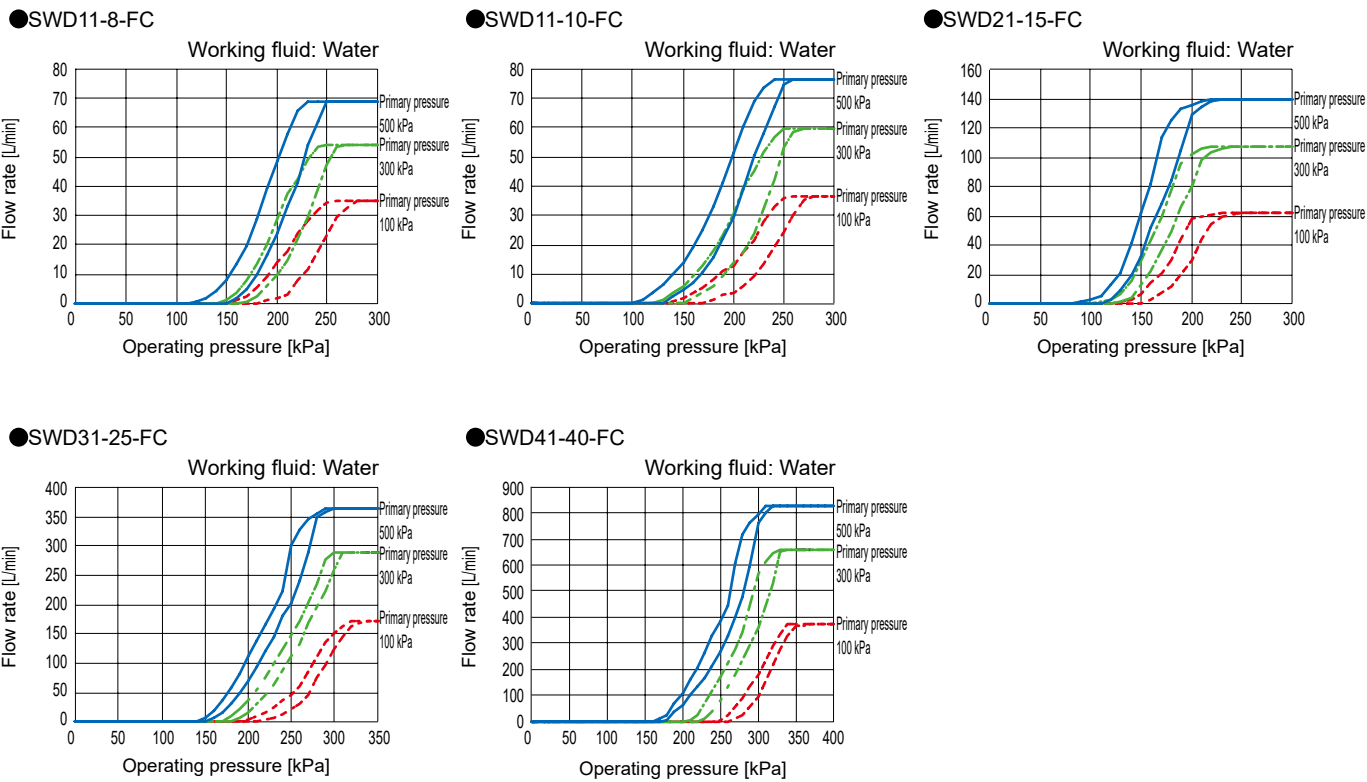 ●SWD11-8-FC
Working fluid: Water
Flow rate [L/min]
80
70
60
50
40
30
20
10
0
0 50 100 150 200 250 300
Operating pressure [kPa]
Primary pressure
500 kPa
Primary pressure
300 kPa
Primary pressure
100 kPa
●SWD11-10-FC
Working fluid: Water
Flow rate [L/min]
80
70
60
50
40
30
20
10
0
0 50 100 150 200 250 300
Operating pressure [kPa]
Primary pressure
500 kPa
Primary pressure
300 kPa
Primary pressure
100 kPa
●SWD21-15-FC
Working fluid: Water
Flow rate [L/min]
160
140
120
100
80
60
40
20
0
0 50 100 150 200 250 300
Operating pressure [kPa]
Primary pressure
500 kPa
Primary pressure
300 kPa
Primary pressure
100 kPa
●SWD31-25-FC
Working fluid: Water
Flow rate [L/min]
400
350
300
250
200
150
100
50
0
0 50 100 150 200 250 300 350
Operating pressure [kPa]
Primary pressure
500 kPa
Primary pressure
300 kPa
Primary pressure
100 kPa
●SWD41-40-FC
Working fluid: Water
Flow rate [L/min]
900
800
700
600
500
400
300
200
100
0
0 50 100 150 200 250 300 350 400
Operating pressure [kPa]
Primary pressure
500 kPa
Primary pressure
300 kPa
Primary pressure
100 kPa